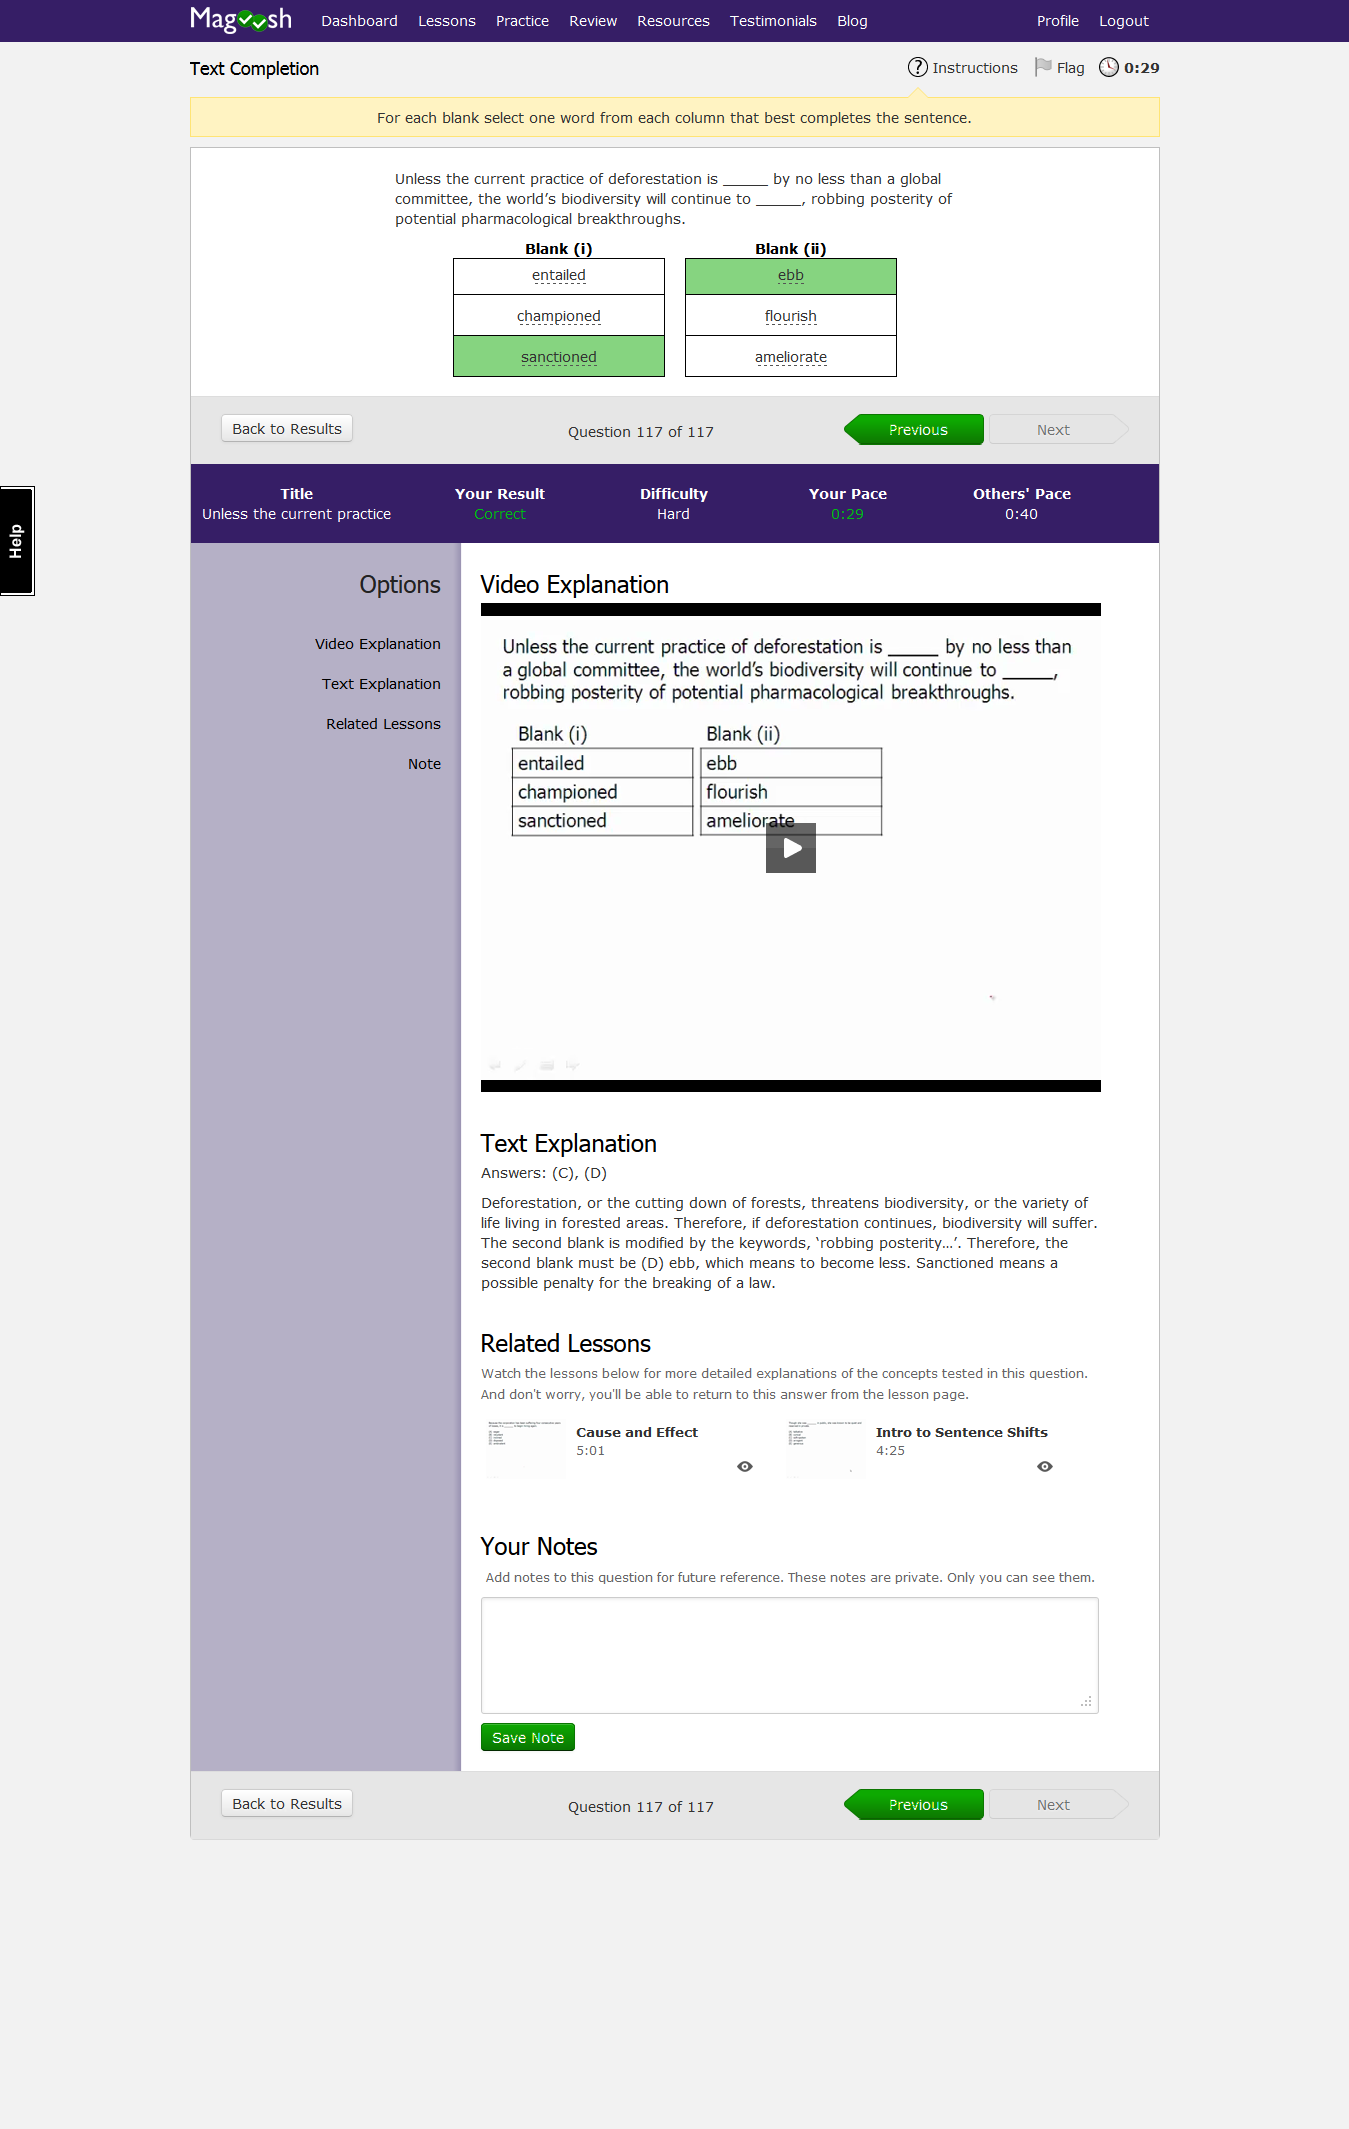 Magoosh Dashboard Lessons Practice Review Resources Testimonials Blog Profile Logout
Text Completion
Instructions Flag 0:29
For each blank select one word from each column that best completes the sentence.
Unless the current practice of deforestation is _____ by no less than a global
committee, the world’s biodiversity will continue to _____, robbing posterity of
potential pharmacological breakthroughs.
Blank (i) Blank (ii)
entailed ebb
championed flourish
sanctioned ameliorate
Back to Results Question 117 of 117 Previous Next
Title Your Result Difficulty Your Pace Others' Pace
Unless the current practice Correct Hard 0:29 0:40
Help
Options
Video Explanation
Text Explanation
Related Lessons
Note
Video Explanation
Unless the current practice of deforestation is _____ by no less than
a global committee, the world’s biodiversity will continue to _____,
robbing posterity of potential pharmacological breakthroughs.
Blank (i) Blank (ii)
entailed ebb
championed flourish
sanctioned ameliorate
Text Explanation
Answers: (C), (D)
Deforestation, or the cutting down of forests, threatens biodiversity, or the variety of
life living in forested areas. Therefore, if deforestation continues, biodiversity will suffer.
The second blank is modified by the keywords, ‘robbing posterity…’. Therefore, the
second blank must be (D) ebb, which means to become less. Sanctioned means a
possible penalty for the breaking of a law.
Related Lessons
Watch the lessons below for more detailed explanations of the concepts tested in this question.
And don't worry, you'll be able to return to this answer from the lesson page.
Cause and Effect
5:01
Intro to Sentence Shifts
4:25
Your Notes
Add notes to this question for future reference. These notes are private. Only you can see them.
Save Note
Back to Results Question 117 of 117 Previous Next